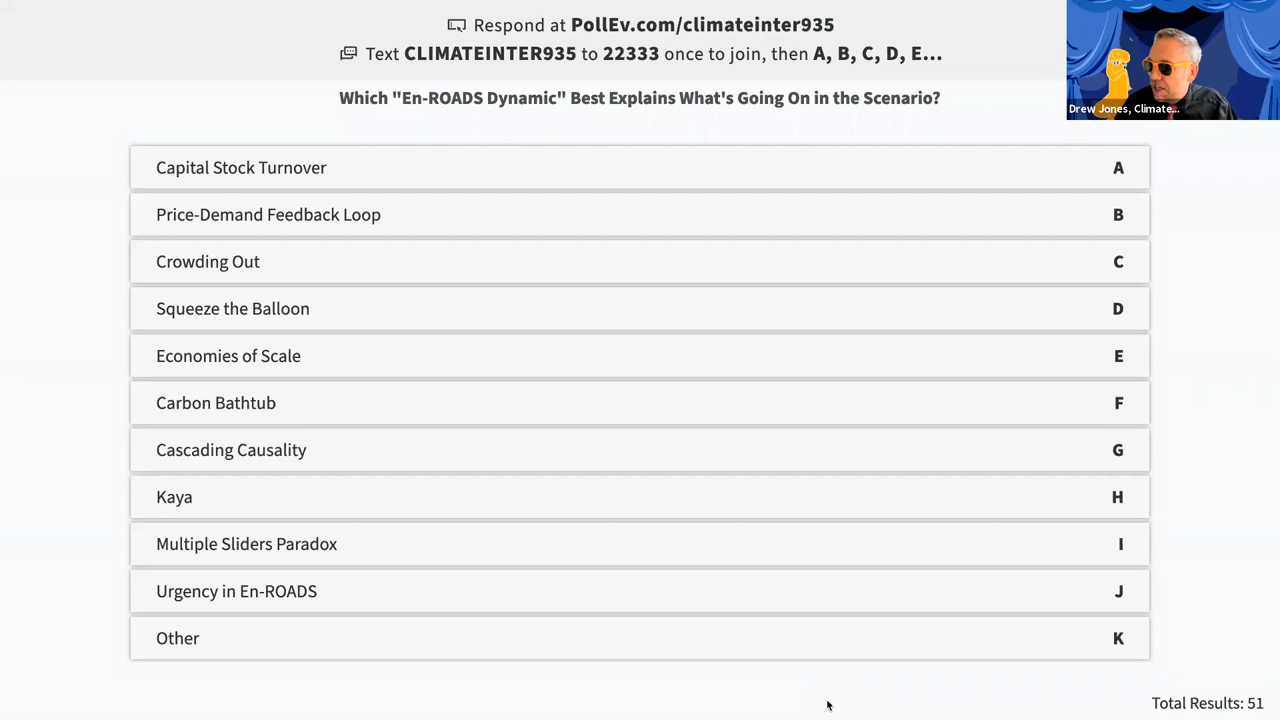 Respond at PollEv.com/climateinter935
Text CLIMATEINTER935 to 22333 once to join, then A, B, C, D, E...
Which "En-ROADS Dynamic" Best Explains What's Going On in the Scenario?
Drew Jones, Climate...
Capital Stock Turnover A
Price-Demand Feedback Loop B
Crowding Out C
Squeeze the Balloon D
Economies of Scale E
Carbon Bathtub F
Cascading Causality G
Kaya H
Multiple Sliders Paradox I
Urgency in En-ROADS J
Other K
Total Results: 51